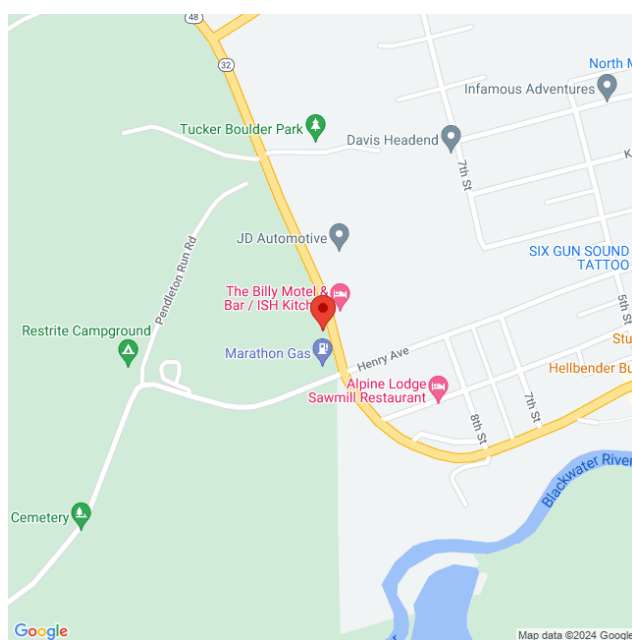 48
32
North M
Infamous Adventures
Tucker Boulder Park
Davis Headend
K
7th St
JD Automotive
Pendleton Run Rd
SIX GUN SOUND
TATTOO
The Billy Motel &
Bar / ISH Kitch
5th St
Restrite Campground
Marathon Gas
Henry Ave
Stu
Hellbender Bu
Alpine Lodge
Sawmill Restaurant
8th St
7th St
Blackwater River
Cemetery
Google
Map data ©2024 Google